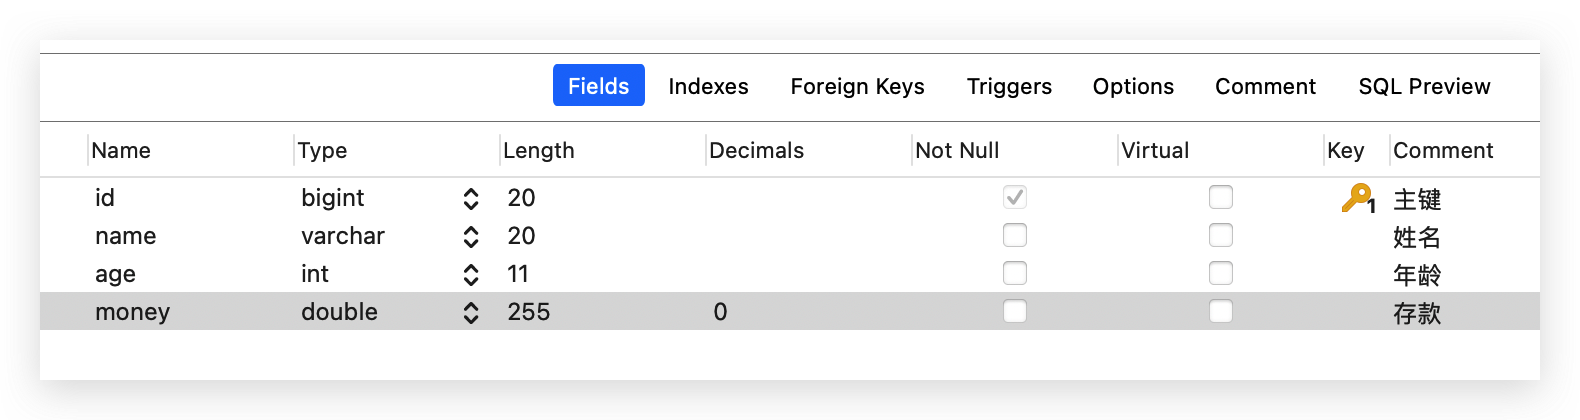 Fields Indexes Foreign Keys Triggers Options Comment SQL Preview
Name Type Length Decimals Not Null Virtual Key Comment
id bigint 20 1 主键
name varchar 20 姓名
age int 11 年龄
money double 255 0 存款